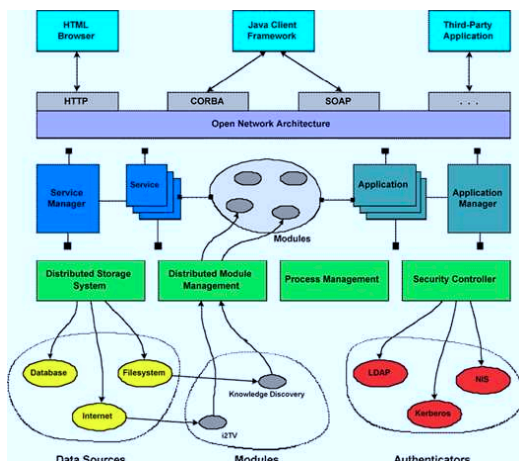 HTML
Browser
Java Client
Framework
Third-Party
Application
HTTP
CORBA
SOAP
. . .
Open Network Architecture
Service
Manager
Service
Modules
Application
Application
Manager
Distributed Storage
System
Distributed Module
Management
Process Management
Security Controller
Database
Filesystem
Internet
Knowledge Discovery
i2TV
LDAP
NIS
Kerberos
Data Sources
Modules
Authenticators